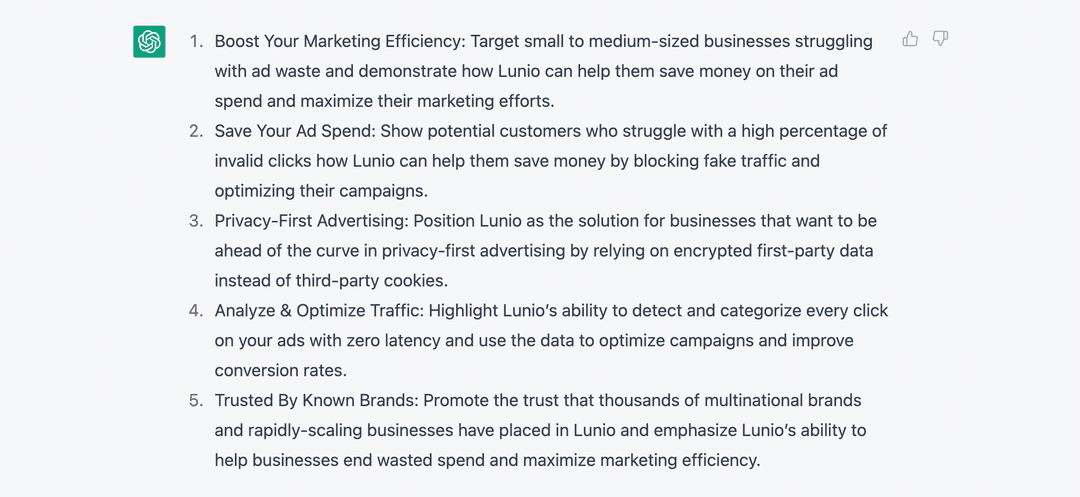 1. Boost Your Marketing Efficiency: Target small to medium-sized businesses struggling
with ad waste and demonstrate how Lunio can help them save money on their ad
spend and maximize their marketing efforts.
2. Save Your Ad Spend: Show potential customers who struggle with a high percentage of
invalid clicks how Lunio can help them save money by blocking fake traffic and
optimizing their campaigns.
3. Privacy-First Advertising: Position Lunio as the solution for businesses that want to be
ahead of the curve in privacy-first advertising by relying on encrypted first-party data
instead of third-party cookies.
4. Analyze & Optimize Traffic: Highlight Lunio’s ability to detect and categorize every click
on your ads with zero latency and use the data to optimize campaigns and improve
conversion rates.
5. Trusted By Known Brands: Promote the trust that thousands of multinational brands
and rapidly-scaling businesses have placed in Lunio and emphasize Lunio’s ability to
help businesses end wasted spend and maximize marketing efficiency.